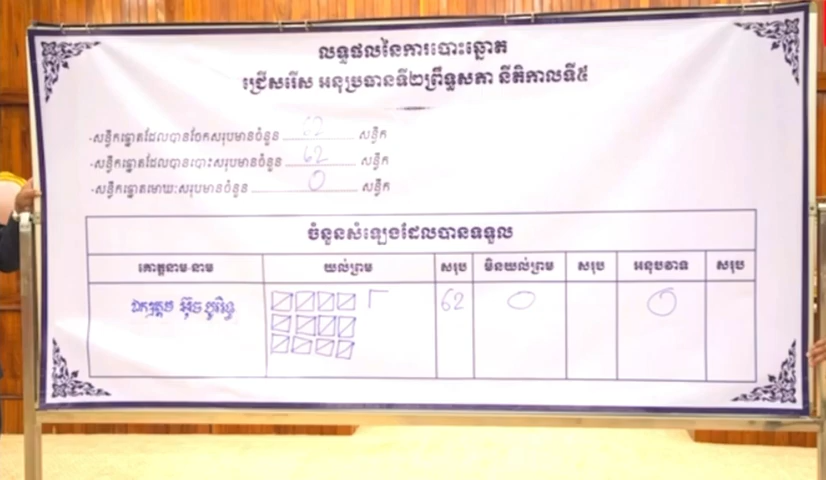 លទ្ធផលនៃការបោះឆ្នោត
ជ្រើសរើស អនុប្រធានទី២ព្រឹទ្ធសភា នីតិកាលទី៥
-សន្លឹកឆ្នោតដែលបានចែកសរុបមានចំនួន 62 សន្លឹក
-សន្លឹកឆ្នោតដែលបានបោះសរុបមានចំនួន 62 សន្លឹក
-សន្លឹកឆ្នោតមោឃៈសរុបមានចំនួន 0 សន្លឹក
ចំនួនសំឡេងដែលបានទទួល
គោត្តនាម-នាម យល់ព្រម សរុប មិនយល់ព្រម សរុប អនុបវាទ សរុប
ឯកឧត្តម អ៊ុច បូររិទ្ធ 62 0 0